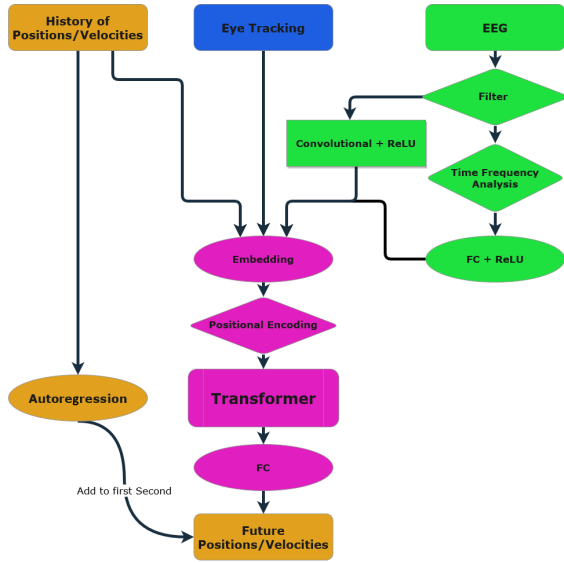 History of
Positions/Velocities
Eye Tracking
EEG
Filter
Convolutional + ReLU
Time Frequency
Analysis
Embedding
FC + ReLU
Positional Encoding
Transformer
Autoregression
FC
Add to first Second
Future
Positions/Velocities